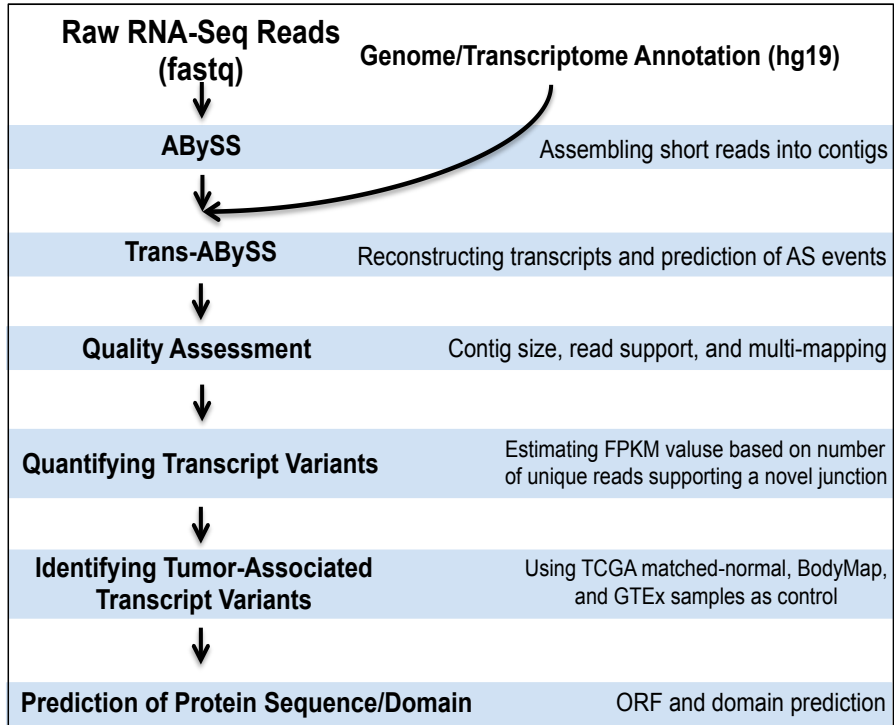 Raw RNA-Seq Reads
(fastq)
Genome/Transcriptome Annotation (hg19)
ABySS
Assembling short reads into contigs
Trans-ABySS
Reconstructing transcripts and prediction of AS events
Quality Assessment
Contig size, read support, and multi-mapping
Quantifying Transcript Variants
Estimating FPKM valuse based on number
of unique reads supporting a novel junction
Identifying Tumor-Associated
Transcript Variants
Using TCGA matched-normal, BodyMap,
and GTEx samples as control
Prediction of Protein Sequence/Domain
ORF and domain prediction